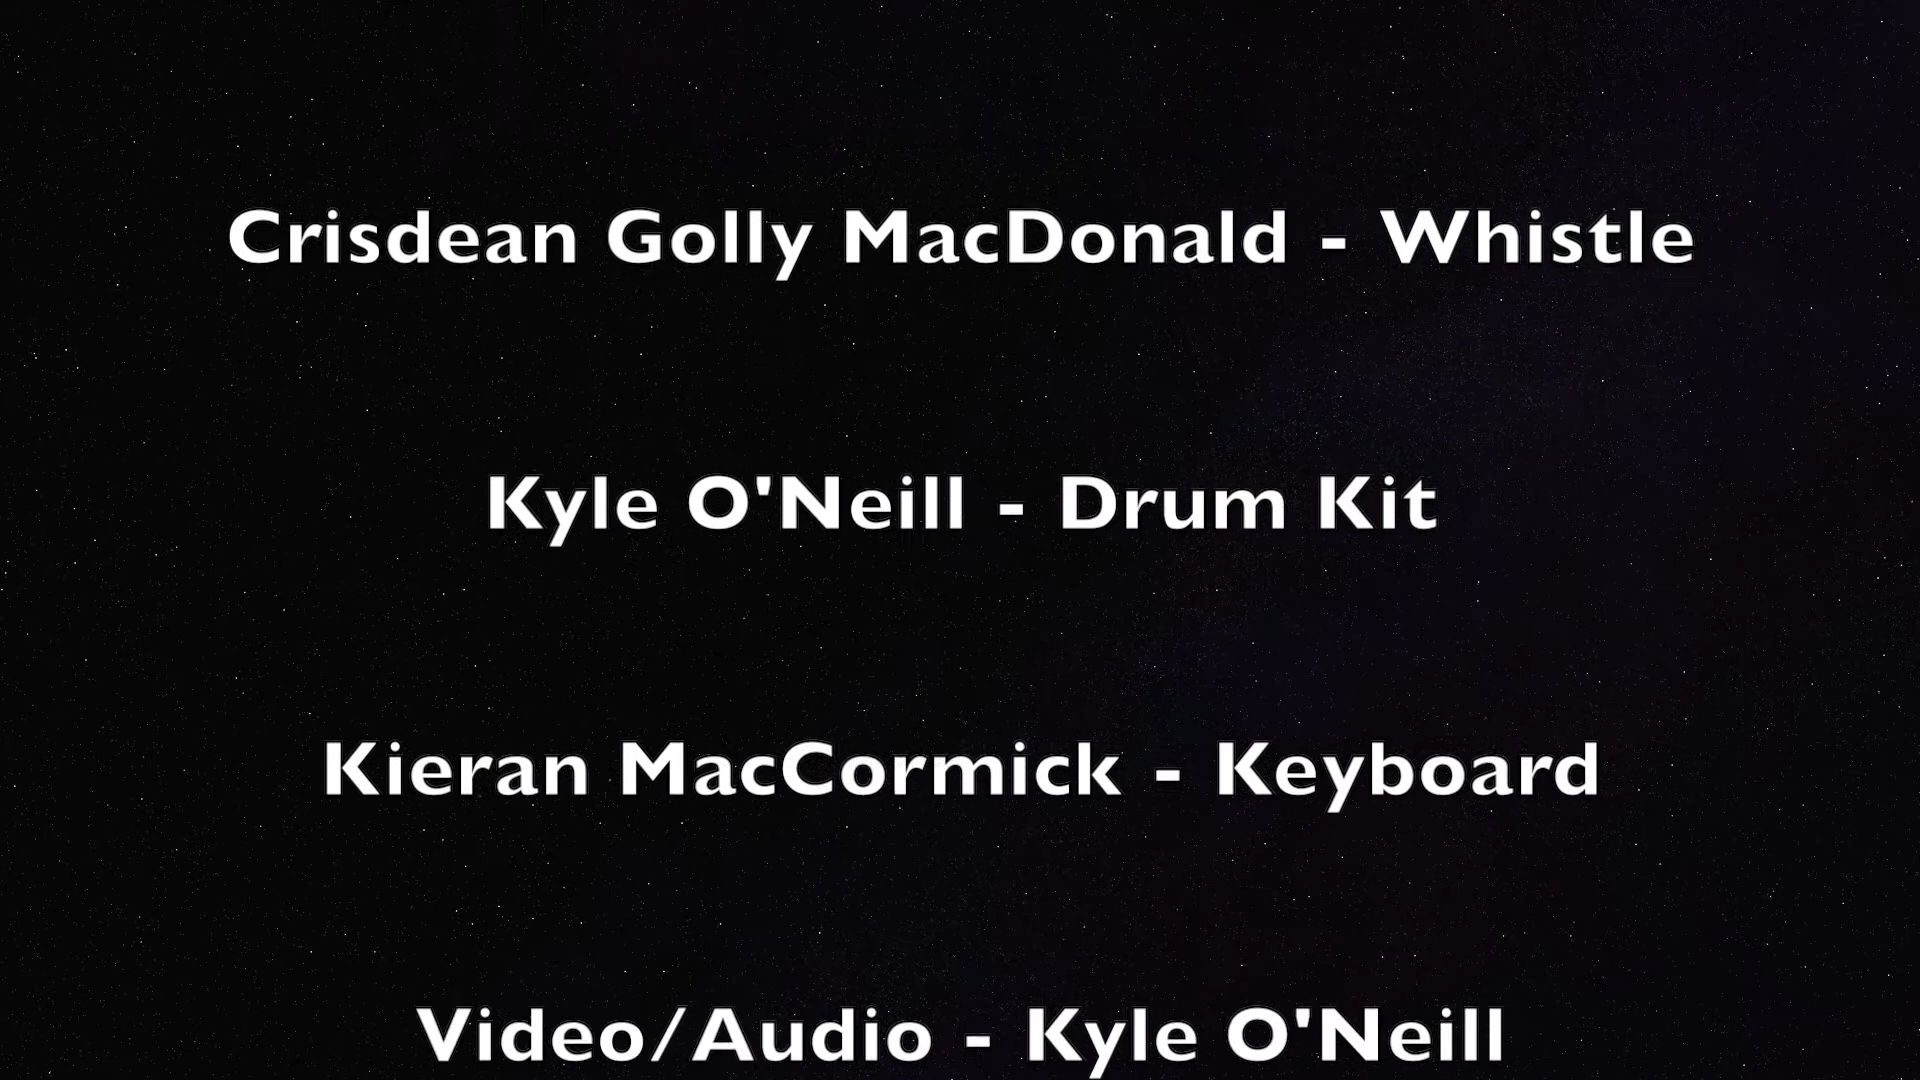 Crisdean Golly MacDonald - Whistle
Kyle O'Neill - Drum Kit
Kieran MacCormick - Keyboard
Video/Audio - Kyle O'Neill